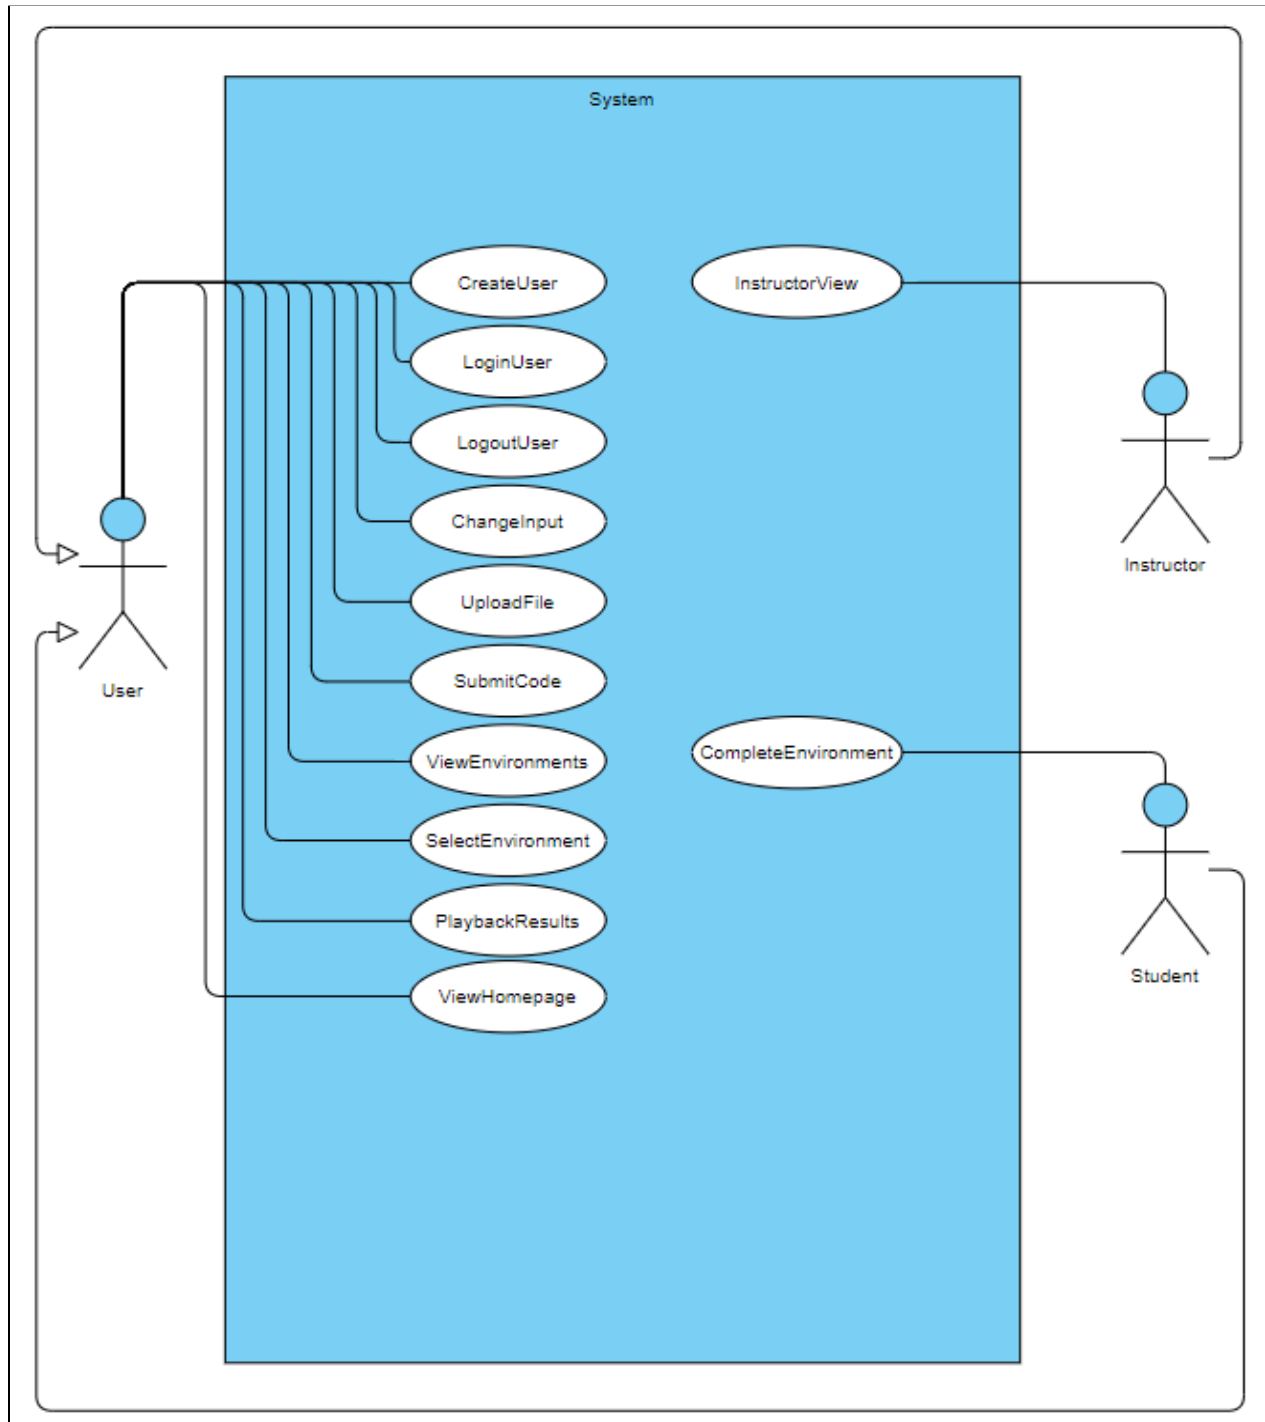 System
CreateUser
InstructorView
LoginUser
LogoutUser
ChangeInput
Instructor
UploadFile
User
SubmitCode
ViewEnvironments
CompleteEnvironment
SelectEnvironment
PlaybackResults
Student
ViewHomepage